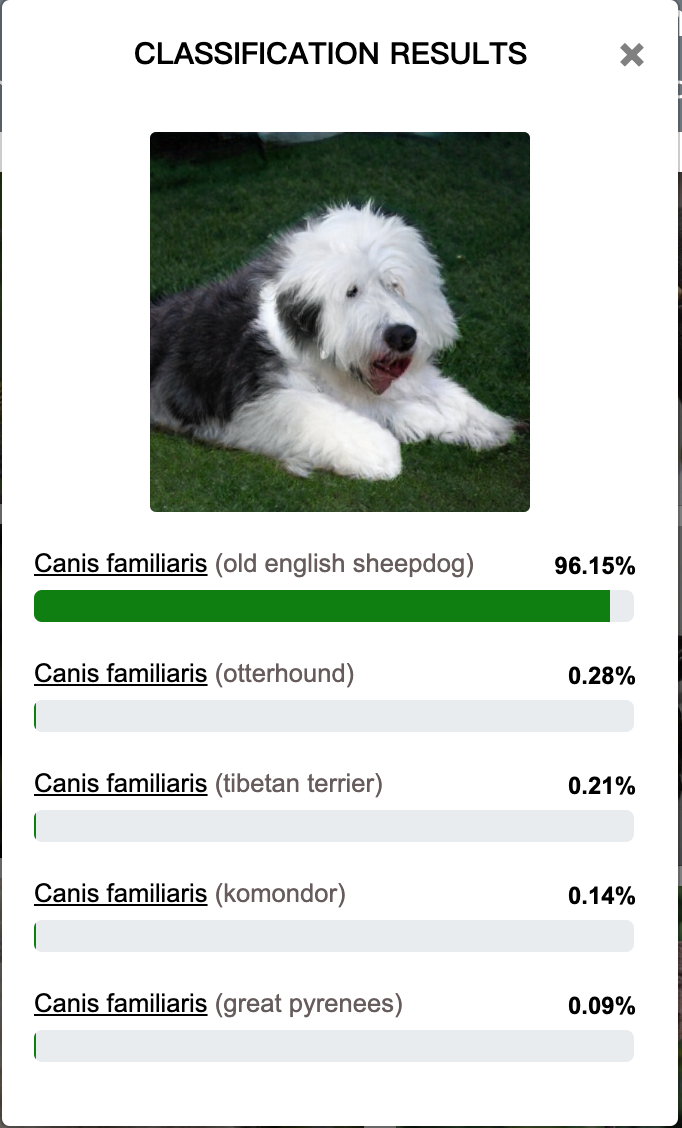 CLASSIFICATION RESULTS
Canis familiaris (old english sheepdog) 96.15%
Canis familiaris (otterhound) 0.28%
Canis familiaris (tibetan terrier) 0.21%
Canis familiaris (komondor) 0.14%
Canis familiaris (great pyrenees) 0.09%